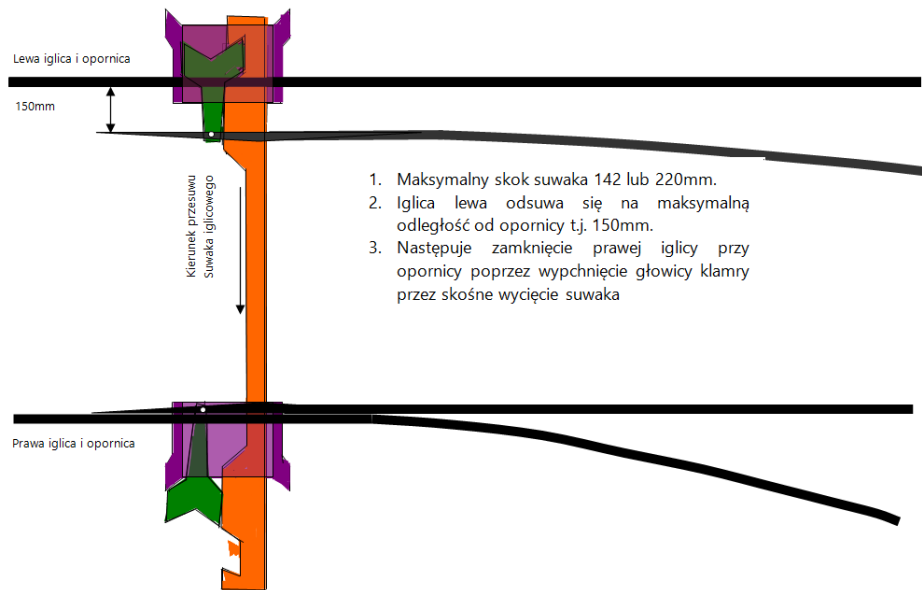 Lewa iglica i opornica
150mm
Kierunek przesuwu
Suwaka iglicowego
1. Maksymalny skok suwaka 142 lub 220mm.
2. Iglica lewa odsuwa się na maksymalną
odległość od opornicy t.j. 150mm.
3. Następuje zamknięcie prawej iglicy przy
opornicy poprzez wypchnięcie głowicy klamry
przez skośne wycięcie suwaka
Prawa iglica i opornica